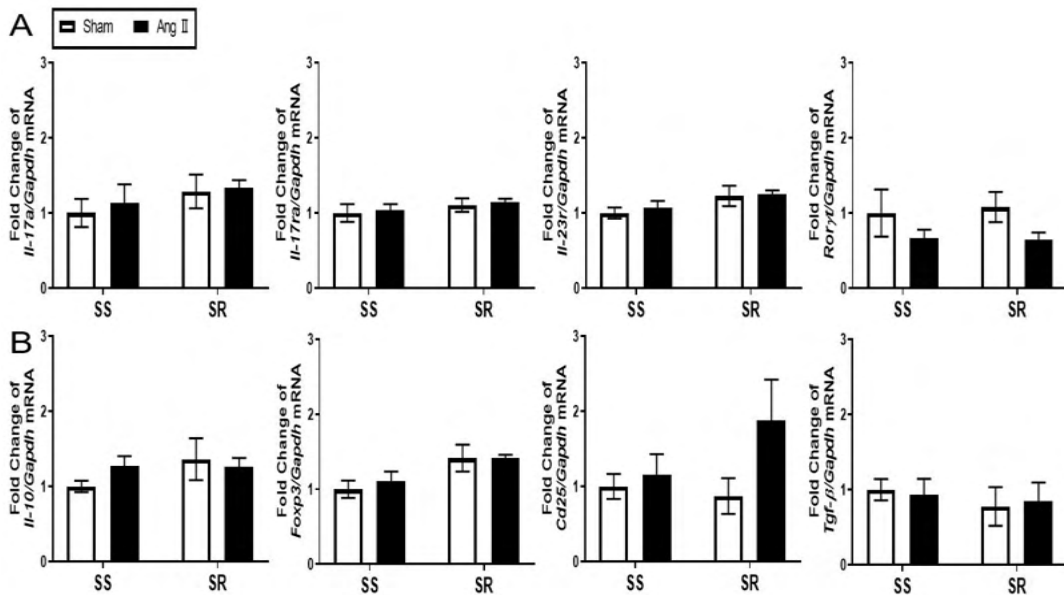 A
Sham Ang Ⅱ
Fold Change of
Il-17a/Gapdh mRNA
3
2
1
0
SS SR
Fold Change of
Il-17ra/Gapdh mRNA
3
2
1
0
SS SR
Fold Change of
Il-23r/Gapdh mRNA
3
2
1
0
SS SR
Fold Change of
Rorγt/Gapdh mRNA
3
2
1
0
SS SR
B
Fold Change of
Il-10/Gapdh mRNA
3
2
1
0
SS SR
Fold Change of
Foxp3/Gapdh mRNA
3
2
1
0
SS SR
Fold Change of
Cd25/Gapdh mRNA
3
2
1
0
SS SR
Fold Change of
Tgf-β/Gapdh mRNA
3
2
1
0
SS SR